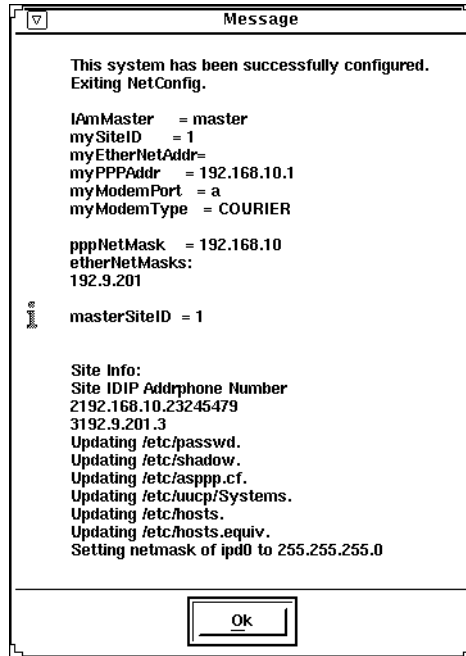 Message
This system has been successfully configured.
Exiting NetConfig.
IAmMaster = master
mySiteID = 1
myEtherNetAddr=
myPPPAddr = 192.168.10.1
myModemPort = a
myModemType = COURIER
pppNetMask = 192.168.10
etherNetMasks:
192.9.201
masterSiteID = 1
Site Info:
Site IDIP Addrphone Number
2192.168.10.23245479
3192.9.201.3
Updating /etc/passwd.
Updating /etc/shadow.
Updating /etc/asppp.cf.
Updating /etc/uucp/Systems.
Updating /etc/hosts.
Updating /etc/hosts.equiv.
Setting netmask of ipd0 to 255.255.255.0
Ok